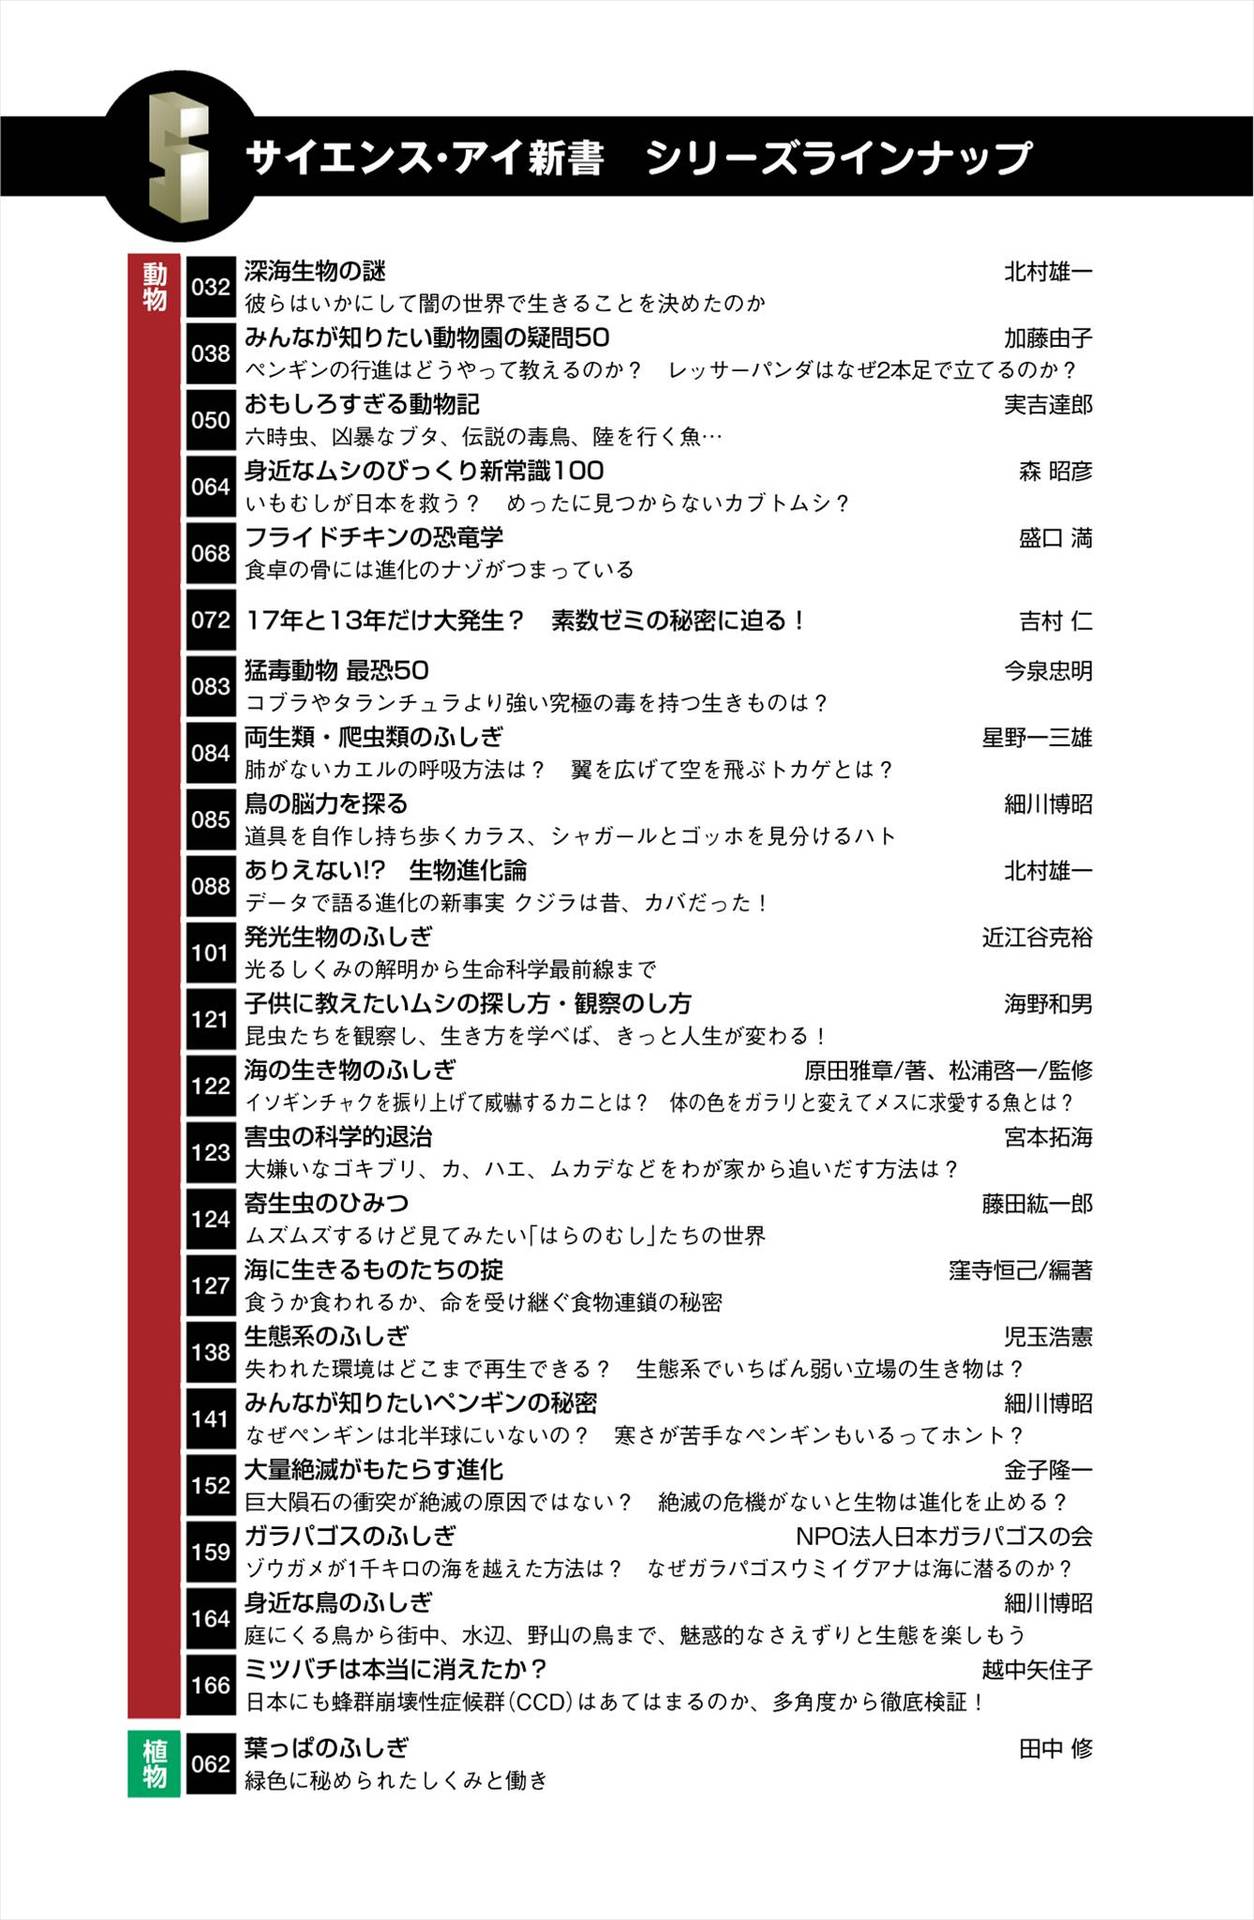 サイエンス・アイ新書　シリーズラインナップ
動物
032
深海生物の謎　北村雄一
彼らはいかにして闇の世界で生きることを決めたのか
038
みんなが知りたい動物園の疑問50　加藤由子
ペンギンの行進はどうやって教えるのか？　レッサーパンダはなぜ2本足で立てるのか？
050
おもしろすぎる動物記　実吉達郎
六時虫、凶暴なブタ、伝説の毒鳥、陸を行く魚…
064
身近なムシのびっくり新常識100　森 昭彦
いもむしが日本を救う？　めったに見つからないカブトムシ？
068
フライドチキンの恐竜学　盛口 満
食卓の骨には進化のナゾがつまっている
072
17年と13年だけ大発生？　素数ゼミの秘密に迫る！　吉村 仁
083
猛毒動物 最恐50　今泉忠明
コブラやタランチュラより強い究極の毒を持つ生きものは？
084
両生類・爬虫類のふしぎ　星野一三雄
肺がないカエルの呼吸方法は？　翼を広げて空を飛ぶトカゲとは？
085
鳥の脳力を探る　細川博昭
道具を自作し持ち歩くカラス、シャガールとゴッホを見分けるハト
088
ありえない!?　生物進化論　北村雄一
データで語る進化の新事実 クジラは昔、カバだった！
101
発光生物のふしぎ　近江谷克裕
光るしくみの解明から生命科学最前線まで
121
子供に教えたいムシの探し方・観察のし方　海野和男
昆虫たちを観察し、生き方を学べば、きっと人生が変わる！
122
海の生き物のふしぎ　原田雅章/著、松浦啓一/監修
イソギンチャクを振り上げて威嚇するカニとは？　体の色をガラリと変えてメスに求愛する魚とは？
123
害虫の科学的退治　宮本拓海
大嫌いなゴキブリ、カ、ハエ、ムカデなどをわが家から追いだす方法は？
124
寄生虫のひみつ　藤田紘一郎
ムズムズするけど見てみたい「はらのむし」たちの世界
127
海に生きるものたちの掟　窪寺恒己/編著
食うか食われるか、命を受け継ぐ食物連鎖の秘密
138
生態系のふしぎ　児玉浩憲
失われた環境はどこまで再生できる？　生態系でいちばん弱い立場の生き物は？
141
みんなが知りたいペンギンの秘密　細川博昭
なぜペンギンは北半球にいないの？　寒さが苦手なペンギンもいるってホント？
152
大量絶滅がもたらす進化　金子隆一
巨大隕石の衝突が絶滅の原因ではない？　絶滅の危機がないと生物は進化を止める？
159
ガラパゴスのふしぎ　NPO法人日本ガラパゴスの会
ゾウガメが1千キロの海を越えた方法は？　なぜガラパゴスウミイグアナは海に潜るのか？
164
身近な鳥のふしぎ　細川博昭
庭にくる鳥から街中、水辺、野山の鳥まで、魅惑的なさえずりと生態を楽しもう
166
ミツバチは本当に消えたか？　越中矢住子
日本にも蜂群崩壊性症候群（CCD）はあてはまるのか、多角度から徹底検証！
植物
062
葉っぱのふしぎ　田中 修
緑色に秘められたしくみと働き